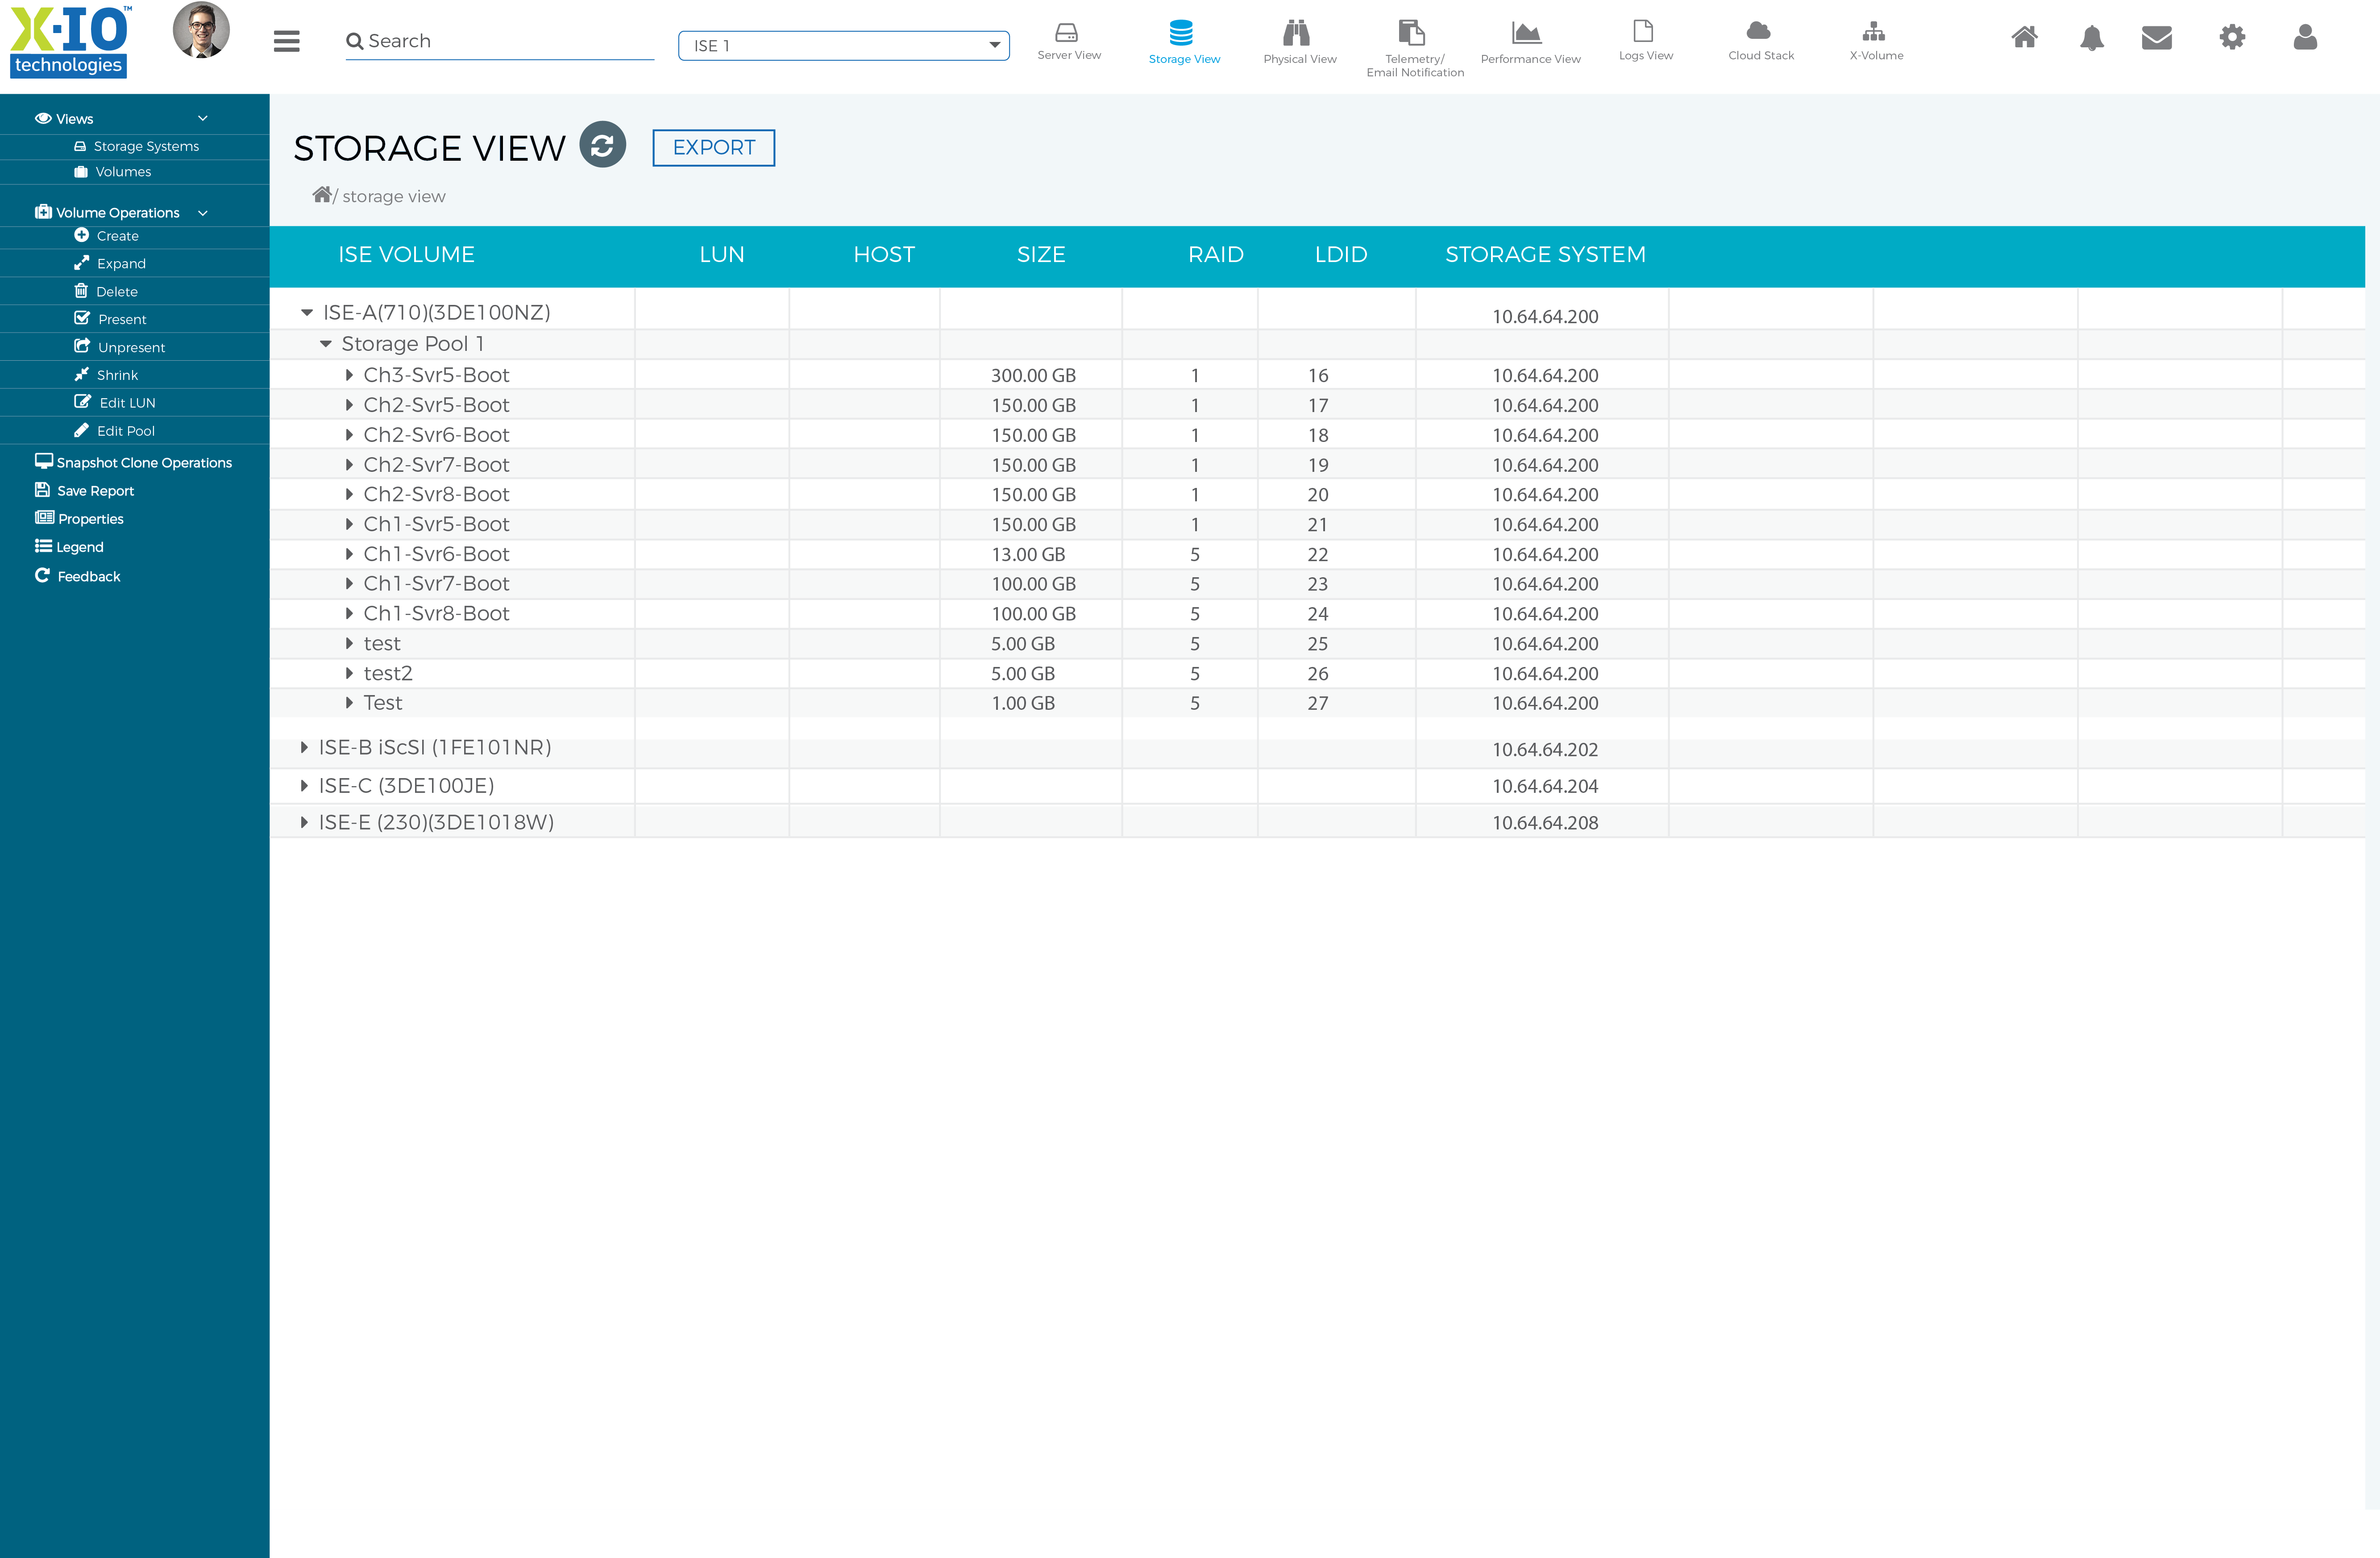 X-IO™
technologies
Search
ISE 1
Server View
Storage View
Physical View
Telemetry/
Email Notification
Performance View
Logs View
Cloud Stack
X-Volume
Views
Storage Systems
Volumes
Volume Operations
Create
Expand
Delete
Present
Unpresent
Shrink
Edit LUN
Edit Pool
Snapshot Clone Operations
Save Report
Properties
Legend
Feedback
STORAGE VIEW
EXPORT
/ storage view
ISE VOLUME LUN HOST SIZE RAID LDID STORAGE SYSTEM
ISE-A(710)(3DE100NZ) 10.64.64.200
Storage Pool 1
Ch3-Svr5-Boot 300.00 GB 1 16 10.64.64.200
Ch2-Svr5-Boot 150.00 GB 1 17 10.64.64.200
Ch2-Svr6-Boot 150.00 GB 1 18 10.64.64.200
Ch2-Svr7-Boot 150.00 GB 1 19 10.64.64.200
Ch2-Svr8-Boot 150.00 GB 1 20 10.64.64.200
Ch1-Svr5-Boot 150.00 GB 1 21 10.64.64.200
Ch1-Svr6-Boot 13.00 GB 5 22 10.64.64.200
Ch1-Svr7-Boot 100.00 GB 5 23 10.64.64.200
Ch1-Svr8-Boot 100.00 GB 5 24 10.64.64.200
test 5.00 GB 5 25 10.64.64.200
test2 5.00 GB 5 26 10.64.64.200
Test 1.00 GB 5 27 10.64.64.200
ISE-B iScSI (1FE101NR) 10.64.64.202
ISE-C (3DE100JE) 10.64.64.204
ISE-E (230)(3DE1018W) 10.64.64.208